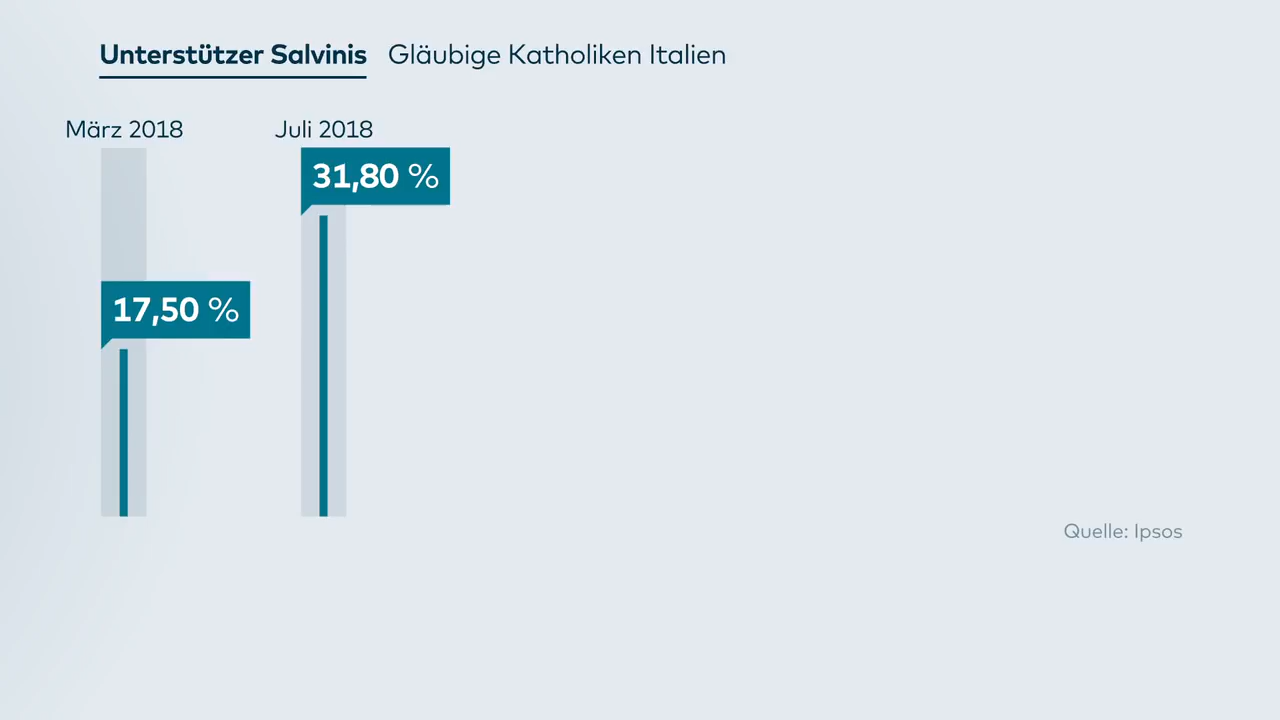 Unterstützer Salvinis Gläubige Katholiken Italien
März 2018 Juli 2018
31,80 %
17,50 %
Quelle: Ipsos